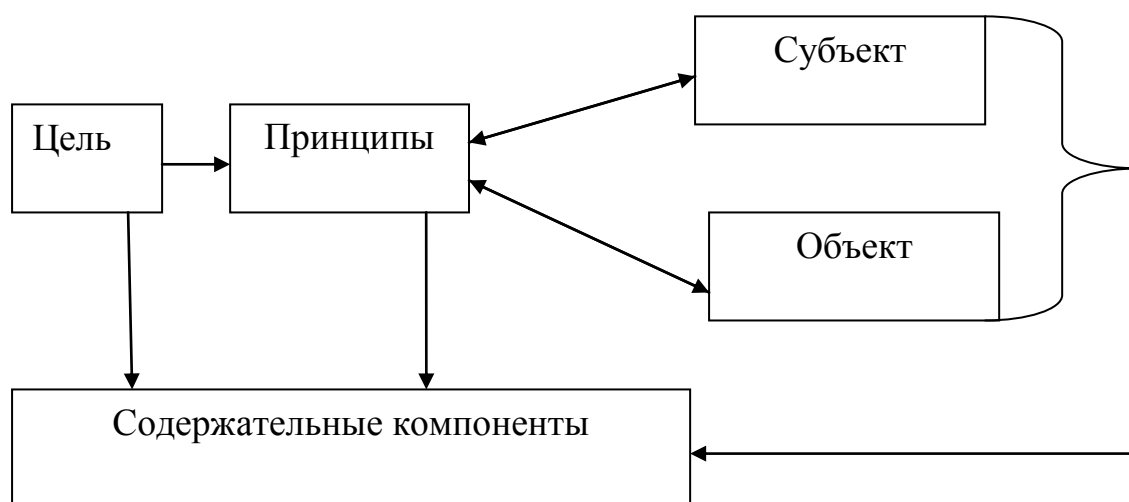 Субъект
Цель
Принципы
Объект
Содержательные компоненты